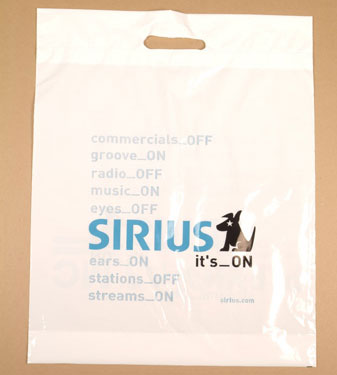 commercials_OFF
groove_ON
radio_OFF
music_ON
eyes_OFF
SIRIUS
it's_ON
ears_ON
stations_OFF
streams_ON
sirius.com